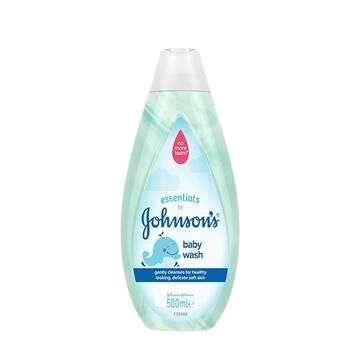 no
more
tears®
essentials
by
Johnson's
baby
wash
gently cleanses for healthy
looking, delicate soft skin
Johnson & Johnson
500ml℮